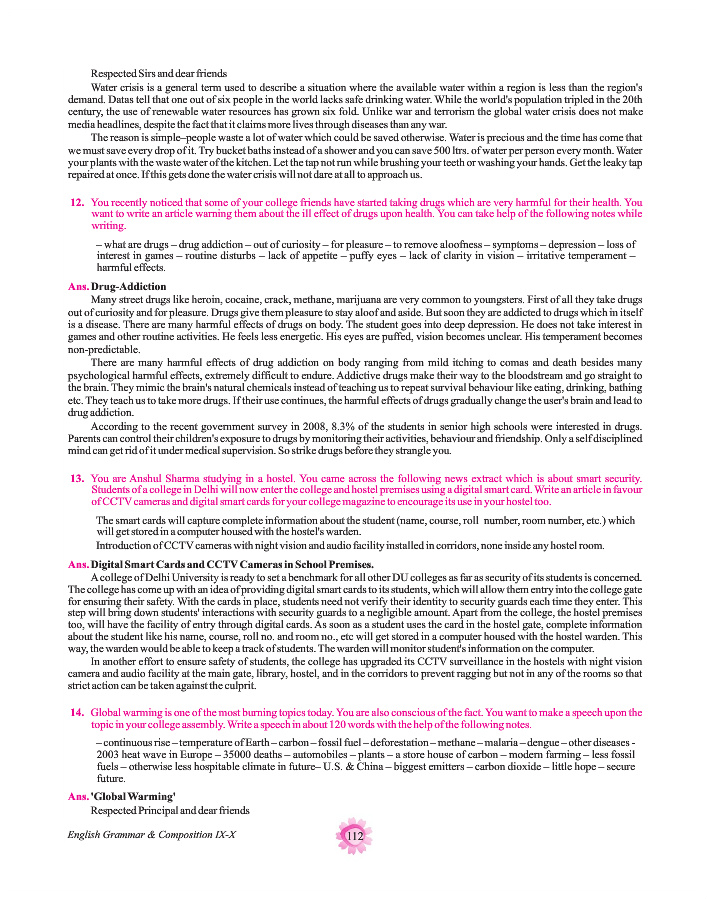 Respected Sirs and dear friends
Water crisis is a general term used to describe a situation where the available water within a region is less than the region's
demand. Datas tell that one out of six people in the world lacks safe drinking water. While the world's population tripled in the 20th
century, the use of renewable water resources has grown six fold. Unlike war and terrorism the global water crisis does not make
media headlines, despite the fact that it claims more lives through diseases than any war.
The reason is simple–people waste a lot of water which could be saved otherwise. Water is precious and the time has come that
we must save every drop of it. Try bucket baths instead of a shower and you can save 500 ltrs. of water per person every month. Water
your plants with the waste water of the kitchen. Let the tap not run while brushing your teeth or washing your hands. Get the leaky tap
repaired at once. If this gets done the water crisis will not dare at all to approach us.
12. You recently noticed that some of your college friends have started taking drugs which are very harmful for their health. You
want to write an article warning them about the ill effect of drugs upon health. You can take help of the following notes while
writing.
– what are drugs – drug addiction – out of curiosity – for pleasure – to remove aloofness – symptoms – depression – loss of
interest in games – routine disturbs – lack of appetite – puffy eyes – lack of clarity in vision – irritative temperament –
harmful effects.
Ans. Drug-Addiction
Many street drugs like heroin, cocaine, crack, methane, marijuana are very common to youngsters. First of all they take drugs
out of curiosity and for pleasure. Drugs give them pleasure to stay aloof and aside. But soon they are addicted to drugs which in itself
is a disease. There are many harmful effects of drugs on body. The student goes into deep depression. He does not take interest in
games and other routine activities. He feels less energetic. His eyes are puffed, vision becomes unclear. His temperament becomes
non-predictable.
There are many harmful effects of drug addiction on body ranging from mild itching to comas and death besides many
psychological harmful effects, extremely difficult to endure. Addictive drugs make their way to the bloodstream and go straight to
the brain. They mimic the brain's natural chemicals instead of teaching us to repeat survival behaviour like eating, drinking, bathing
etc. They teach us to take more drugs. If their use continues, the harmful effects of drugs gradually change the user's brain and lead to
drug addiction.
According to the recent government survey in 2008, 8.3% of the students in senior high schools were interested in drugs.
Parents can control their children's exposure to drugs by monitoring their activities, behaviour and friendship. Only a self disciplined
mind can get rid of it under medical supervision. So strike drugs before they strangle you.
13. You are Anshul Sharma studying in a hostel. You came across the following news extract which is about smart security.
Students of a college in Delhi will now enter the college and hostel premises using a digital smart card. Write an article in favour
of CCTV cameras and digital smart cards for your college magazine to encourage its use in your hostel too.
The smart cards will capture complete information about the student (name, course, roll number, room number, etc.) which
will get stored in a computer housed with the hostel's warden.
Introduction of CCTV cameras with night vision and audio facility installed in corridors, none inside any hostel room.
Ans. Digital Smart Cards and CCTV Cameras in School Premises.
A college of Delhi University is ready to set a benchmark for all other DU colleges as far as security of its students is concerned.
The college has come up with an idea of providing digital smart cards to its students, which will allow them entry into the college gate
for ensuring their safety. With the cards in place, students need not verify their identity to security guards each time they enter. This
step will bring down students' interactions with security guards to a negligible amount. Apart from the college, the hostel premises
too, will have the facility of entry through digital cards. As soon as a student uses the card in the hostel gate, complete information
about the student like his name, course, roll no. and room no., etc will get stored in a computer housed with the hostel warden. This
way, the warden would be able to keep a track of students. The warden will monitor student's information on the computer.
In another effort to ensure safety of students, the college has upgraded its CCTV surveillance in the hostels with night vision
camera and audio facility at the main gate, library, hostel, and in the corridors to prevent ragging but not in any of the rooms so that
strict action can be taken against the culprit.
14. Global warming is one of the most burning topics today. You are also conscious of the fact. You want to make a speech upon the
topic in your college assembly. Write a speech in about 120 words with the help of the following notes.
– continuous rise – temperature of Earth – carbon – fossil fuel – deforestation – methane – malaria – dengue – other diseases -
2003 heat wave in Europe – 35000 deaths – automobiles – plants – a store house of carbon – modern farming – less fossil
fuels – otherwise less hospitable climate in future– U.S. & China – biggest emitters – carbon dioxide – little hope – secure
future.
Ans. 'Global Warming'
Respected Principal and dear friends
English Grammar & Composition IX-X
112